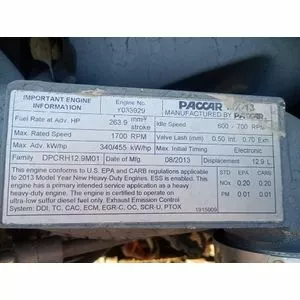 IMPORTANT ENGINE
INFORMATION
Engine No.
Y033929
PACCAR
MANUFACTURED BY PACCAR
Fuel Rate at Adv. HP
263.9 mm³/stroke
Idle Speed
600 - 700 RPM
Max. Rated Speed
1700 RPM
Valve Lash (mm)
0.50 Int. 0.70 Exh
Max. Adv. kW/hp
340/455 kW/hp
Initial Timing
Electronic
Family
DPCRH12.9M01
Date of Mfg
08/2013
Displacement
12.9 L
This engine conforms to U.S. EPA and CARB regulations applicable
to 2013 Model Year New Heavy-Duty Engines. ESS is enabled. This
engine has a primary intended service application as a heavy
heavy-duty engine. The engine is certified to operate on
ultra-low sulfur diesel fuel only. Exhaust Emission Control
System: DDI, TC, CAC, ECM, EGR-C, OC, SCR-U, PTOX
STD
EPA
CARB
NOx
0.20
0.20
PM
0.01
0.01
1915009